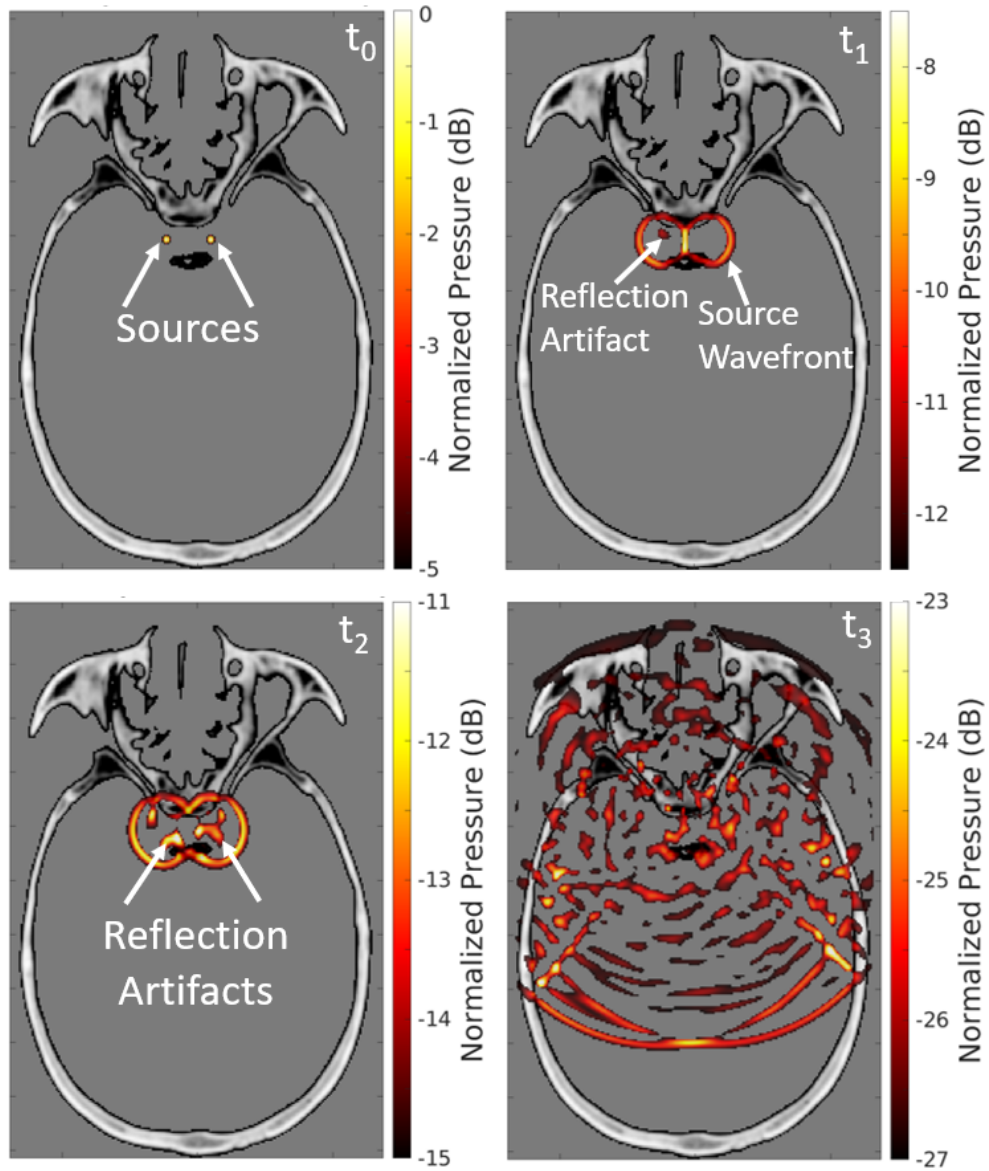 t0
0
-1
-2
-3
-4
-5
Normalized Pressure (dB)
Sources
t1
-8
-9
-10
-11
-12
Normalized Pressure (dB)
Reflection
Artifact
Source
Wavefront
t2
-11
-12
-13
-14
-15
Normalized Pressure (dB)
Reflection
Artifacts
t3
-23
-24
-25
-26
-27
Normalized Pressure (dB)